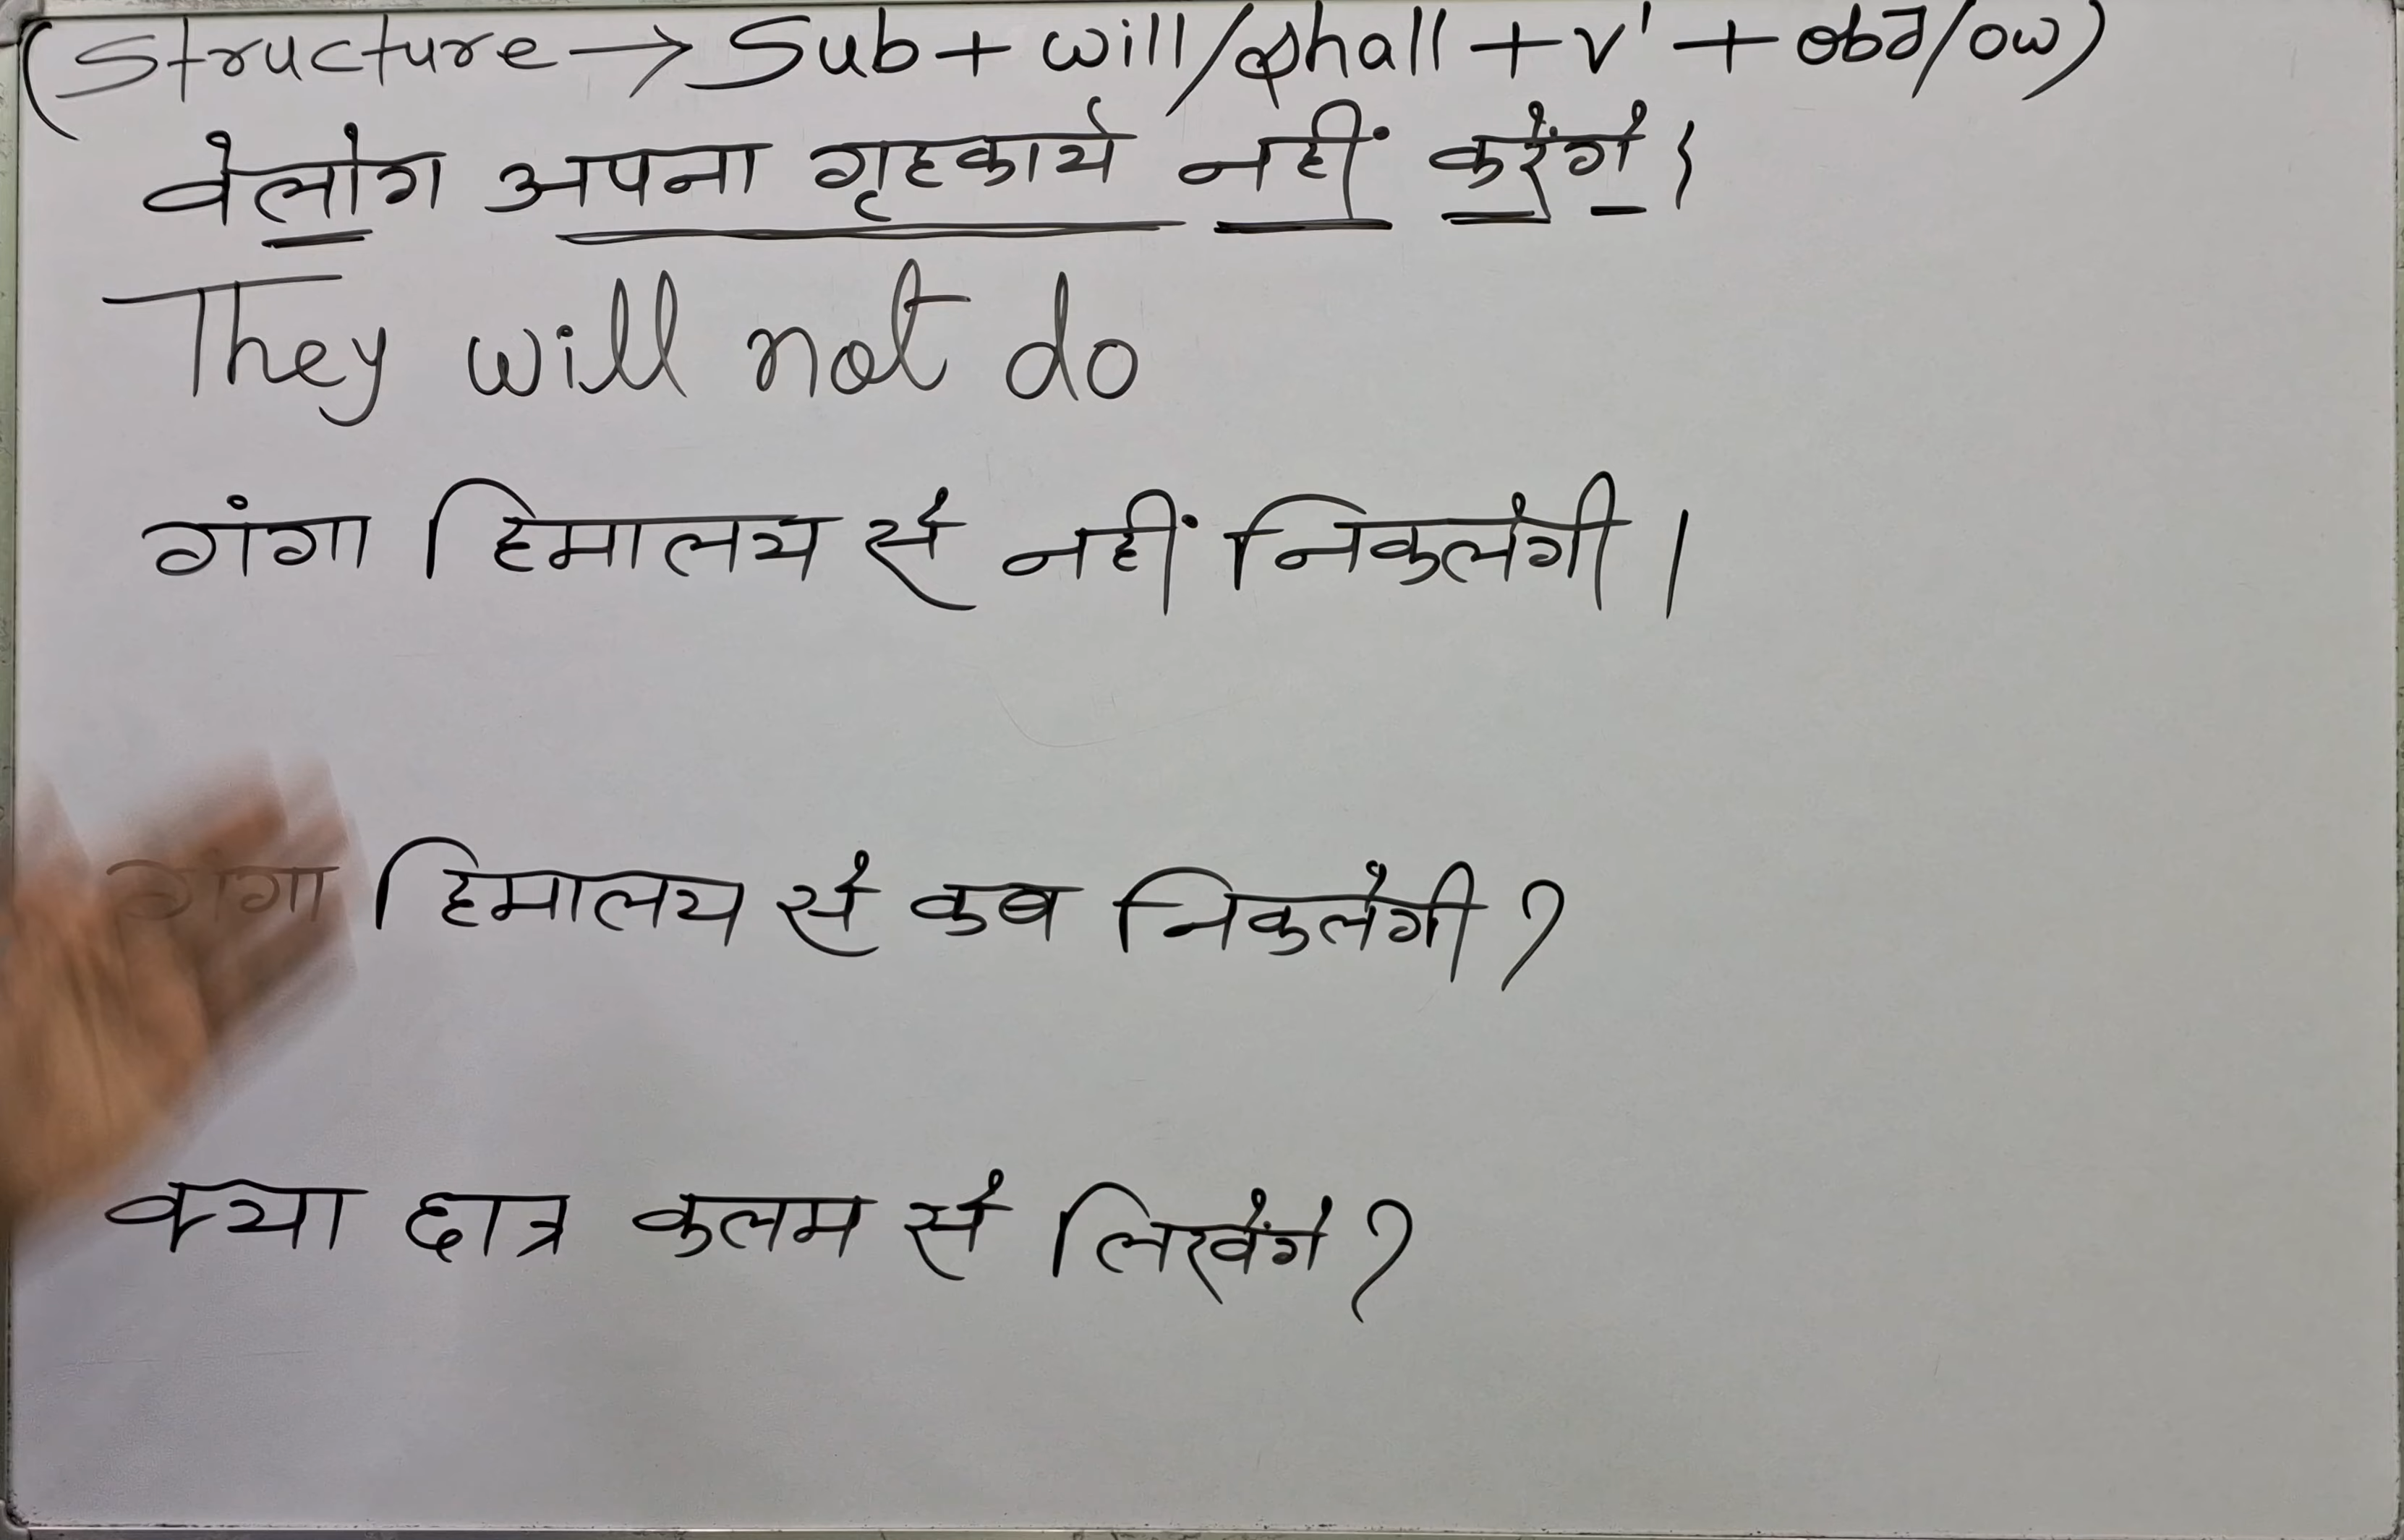 (Structure → Sub + will/shall + v' + obj/ow)
वेलोग अपना गृहकार्य नहीं करेंगे।
They will not do
गंगा हिमालय से नहीं निकलेगी।
गंगा हिमालय से कब निकलेगी?
क्या छात्र कलम से लिखेंगे?